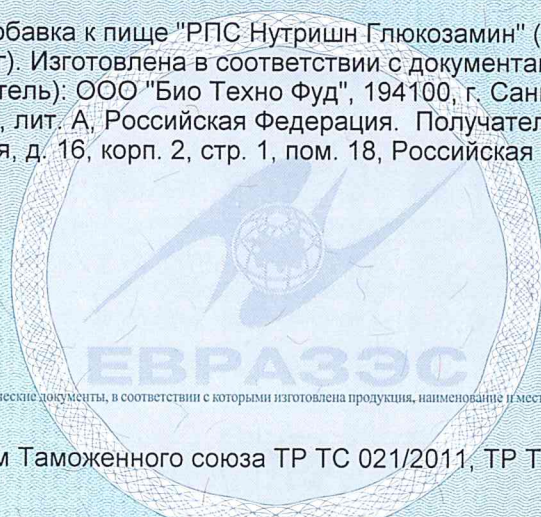 обавка к пище "РПС Нутришн Глюкозамин" (
г). Изготовлена в соответствии с документа
тель): ООО "Био Техно Фуд", 194100, г. Сан
, лит. А, Российская Федерация. Получател
я, д. 16, корп. 2, стр. 1, пом. 18, Российская
ЕВРАЗЭС
ческие документы, в соответствии с которыми изготовлена продукция, наименование и мест
м Таможенного союза ТР ТС 021/2011, ТР Т